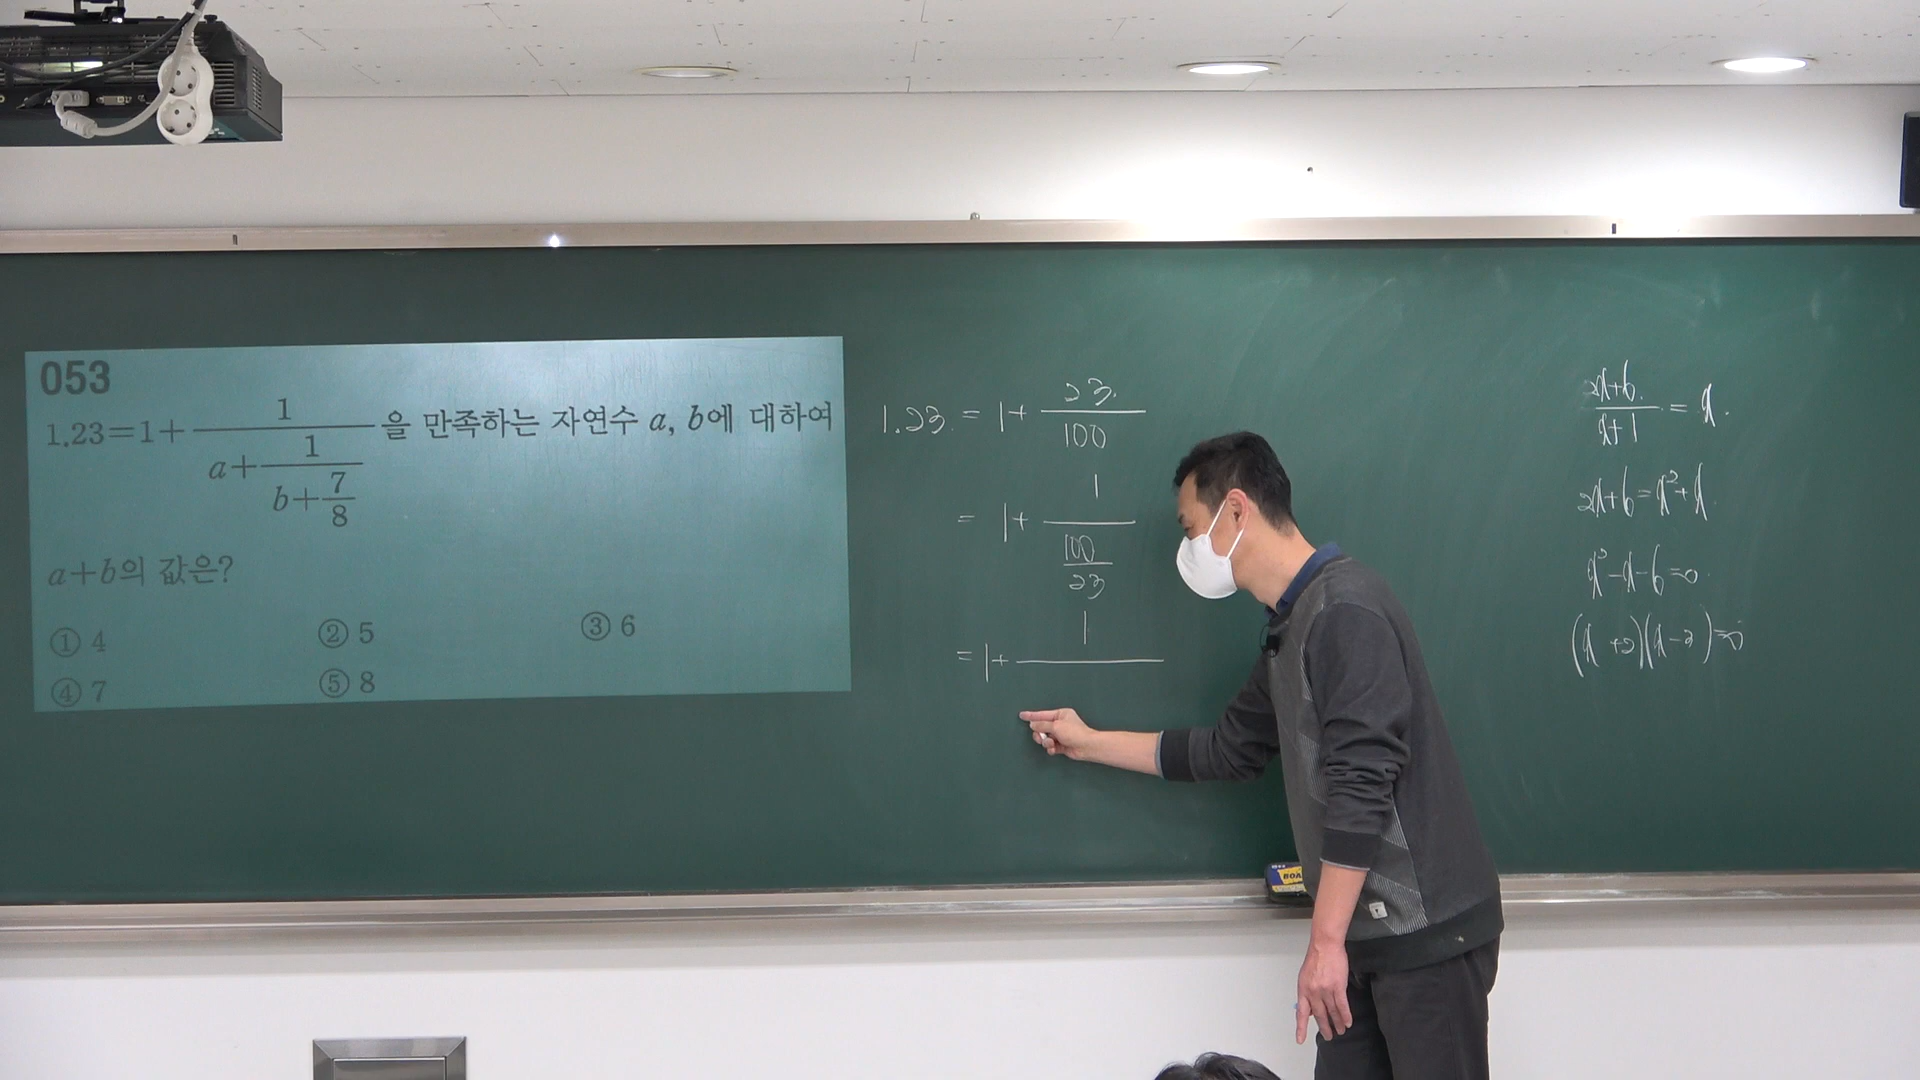 053
1.23=1+1/(a+1/(b+7/8))을 만족하는 자연수 a, b에 대하여
a+b의 값은?
① 4 ② 5 ③ 6
④ 7 ⑤ 8
1.23 = 1+ 23/100
= 1+ 1/(100/23)
= 1+ 1/
(2x+6)/(x+1) = x
2x+6=x²+x
x²-x-6=0
(x+2)(x-3)=0